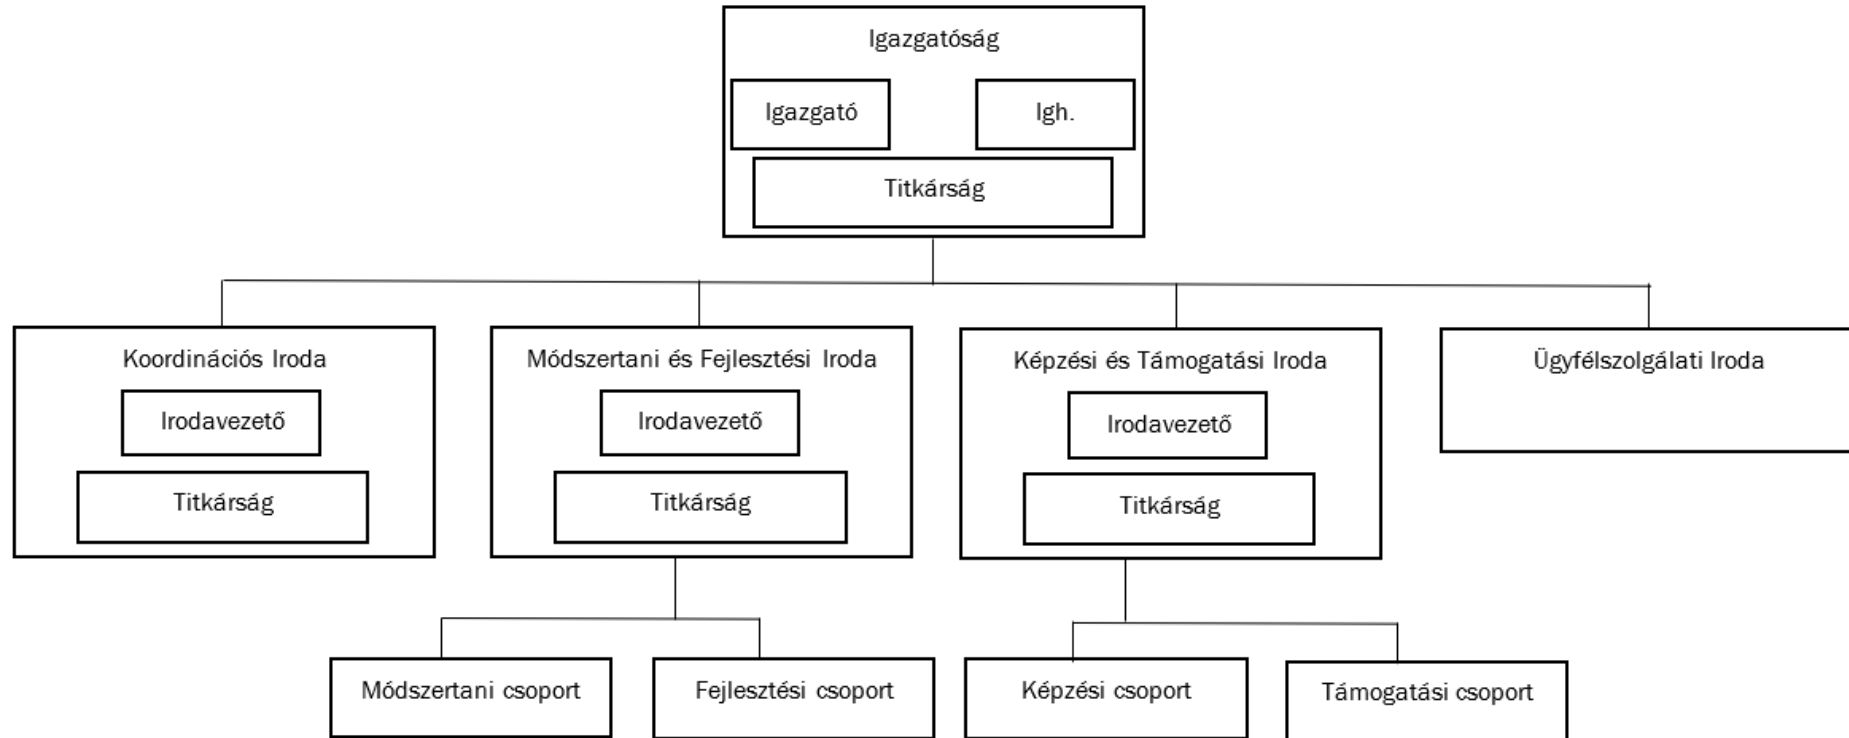 Igazgatóság
Igazgató
Igh.
Titkárság
Koordinációs Iroda
Irodavezető
Titkárság
Módszertani és Fejlesztési Iroda
Irodavezető
Titkárság
Képzési és Támogatási Iroda
Irodavezető
Titkárság
Ügyfélszolgálati Iroda
Módszertani csoport
Fejlesztési csoport
Képzési csoport
Támogatási csoport